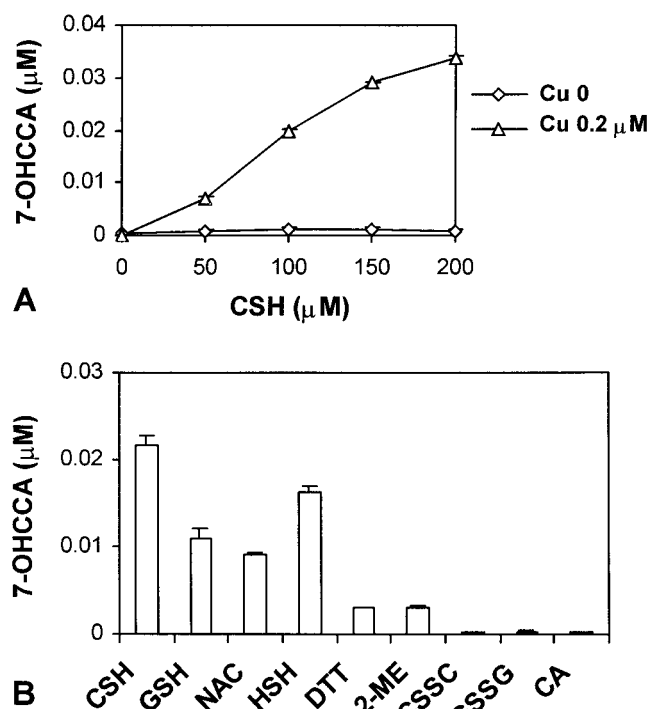 0.04
0.03
0.02
0.01
0
7-OHCCA (μM)
0 50 100 150 200
CSH (μM)
Cu 0
Cu 0.2 μM
A
0.03
0.02
0.01
0
7-OHCCA (μM)
CSH GSH NAC HSH DTT 2-ME CSSC GSSG CA
B